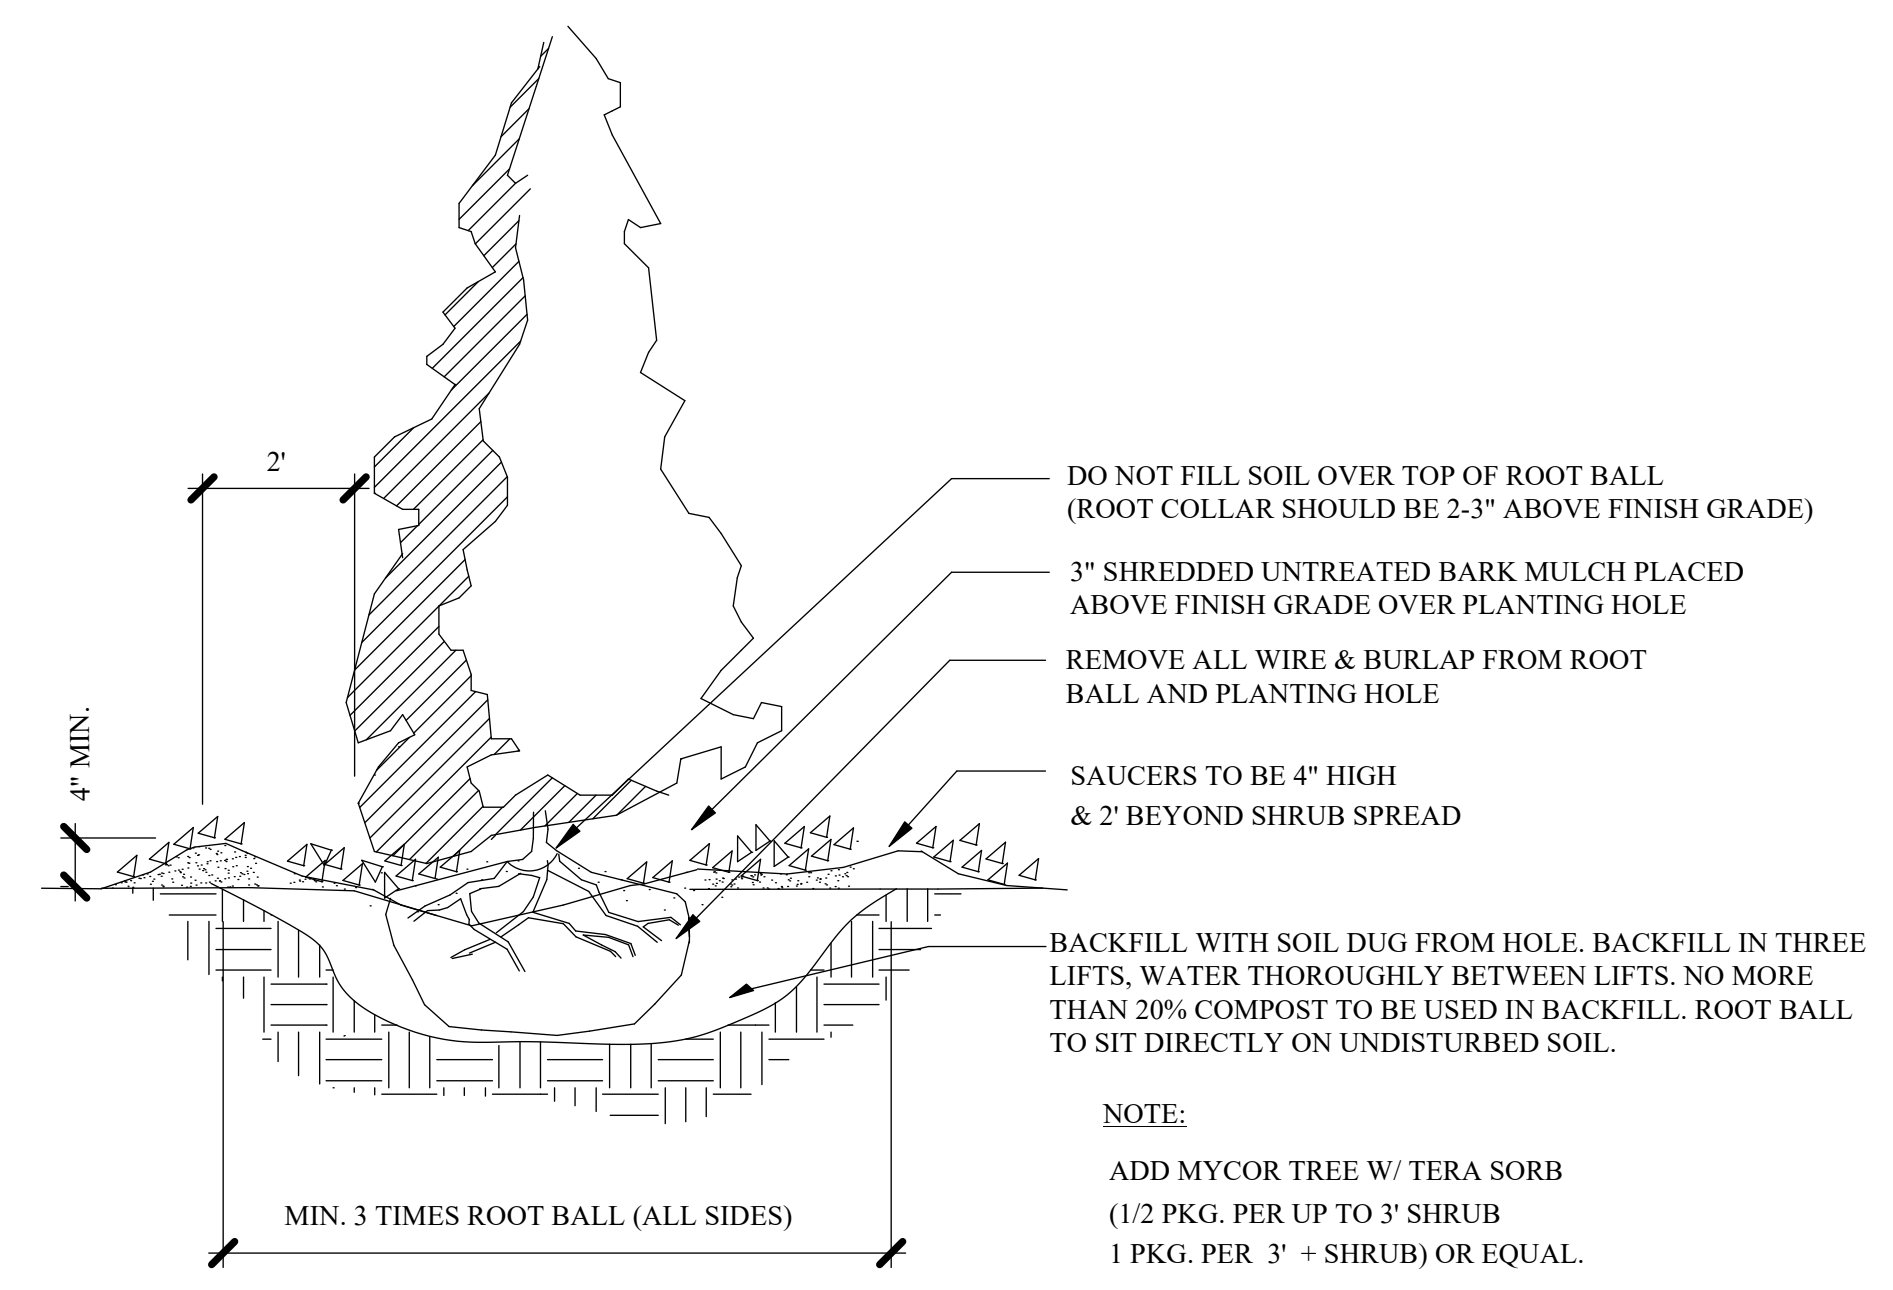 2'
4" MIN.
DO NOT FILL SOIL OVER TOP OF ROOT BALL
(ROOT COLLAR SHOULD BE 2-3" ABOVE FINISH GRADE)
3" SHREDDED UNTREATED BARK MULCH PLACED
ABOVE FINISH GRADE OVER PLANTING HOLE
REMOVE ALL WIRE & BURLAP FROM ROOT
BALL AND PLANTING HOLE
SAUCERS TO BE 4" HIGH
& 2' BEYOND SHRUB SPREAD
BACKFILL WITH SOIL DUG FROM HOLE. BACKFILL IN THREE
LIFTS, WATER THOROUGHLY BETWEEN LIFTS. NO MORE
THAN 20% COMPOST TO BE USED IN BACKFILL. ROOT BALL
TO SIT DIRECTLY ON UNDISTURBED SOIL.
NOTE:
ADD MYCOR TREE W/ TERA SORB
(1/2 PKG. PER UP TO 3' SHRUB
1 PKG. PER 3' + SHRUB) OR EQUAL.
MIN. 3 TIMES ROOT BALL (ALL SIDES)